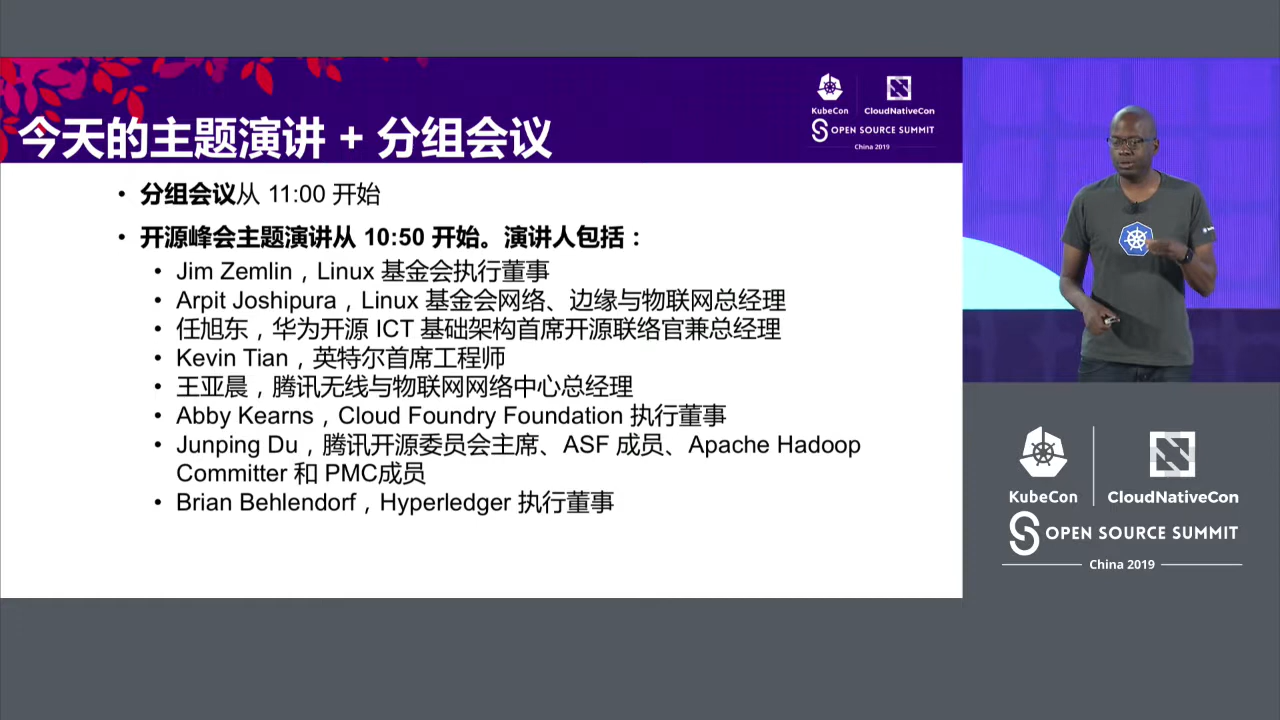 今天的主题演讲 + 分组会议
KubeCon
CloudNativeCon
OPEN SOURCE SUMMIT
China 2019
• 分组会议从 11:00 开始
• 开源峰会主题演讲从 10:50 开始。演讲人包括：
• Jim Zemlin，Linux 基金会执行董事
• Arpit Joshipura，Linux 基金会网络、边缘与物联网总经理
• 任旭东，华为开源 ICT 基础架构首席开源联络官兼总经理
• Kevin Tian，英特尔首席工程师
• 王亚晨，腾讯无线与物联网网络中心总经理
• Abby Kearns，Cloud Foundry Foundation 执行董事
• Junping Du，腾讯开源委员会主席、ASF 成员、Apache Hadoop
Committer 和 PMC成员
• Brian Behlendorf，Hyperledger 执行董事
KubeCon
CloudNativeCon
OPEN SOURCE SUMMIT
China 2019